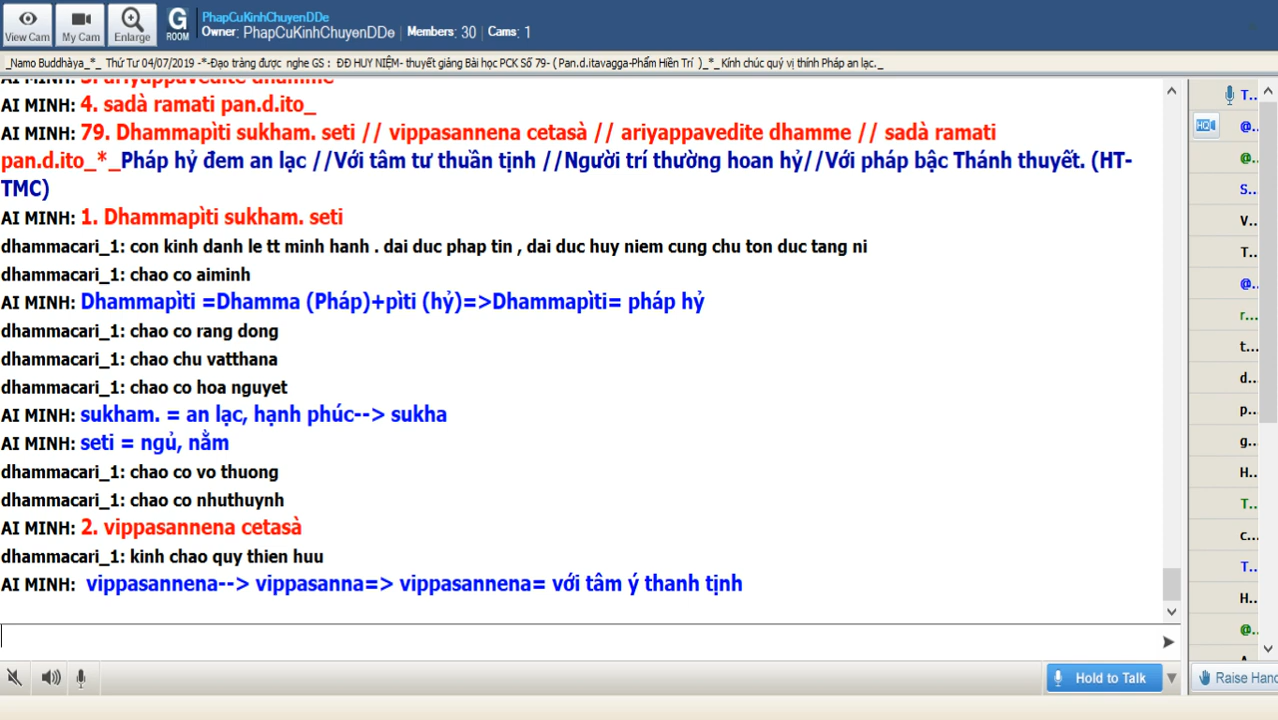 PhapCuKinhChuyenDDe
Owner: PhapCuKinhChuyenDDe | Members: 30 | Cams: 1
View Cam
My Cam
Enlarge
G ROOM
_Namo Buddhàya_*_ Thứ Tư 04/07/2019 -*-Đạo tràng được nghe GS : ĐĐ HUY NIỆM- thuyết giảng Bài học PCK Số 79- ( Pan.d.itavagga-Phẩm Hiền Trí )_*_Kính chúc quý vị thính Pháp an lạc._
AI MINH: 3. ariyappavedite dhamme
AI MINH: 4. sadà ramati pan.d.ito_
AI MINH: 79. Dhammapìti sukham. seti // vippasannena cetasà // ariyappavedite dhamme // sadà ramati
pan.d.ito_*_Pháp hỷ đem an lạc //Với tâm tư thuần tịnh //Người trí thường hoan hỷ//Với pháp bậc Thánh thuyết. (HT-
TMC)
AI MINH: 1. Dhammapìti sukham. seti
dhammacari_1: con kinh danh le tt minh hanh . dai duc phap tin , dai duc huy niem cung chu ton duc tang ni
dhammacari_1: chao co aiminh
AI MINH: Dhammapìti =Dhamma (Pháp)+pìti (hỷ)=>Dhammapìti= pháp hỷ
dhammacari_1: chao co rang dong
dhammacari_1: chao chu vatthana
dhammacari_1: chao co hoa nguyet
AI MINH: sukham. = an lạc, hạnh phúc--> sukha
AI MINH: seti = ngủ, nằm
dhammacari_1: chao co vo thuong
dhammacari_1: chao co nhuthuynh
AI MINH: 2. vippasannena cetasà
dhammacari_1: kinh chao quy thien huu
AI MINH: vippasannena--> vippasanna=> vippasannena= với tâm ý thanh tịnh
T..
HD
@..
@..
S..
V..
T...
@..
r...
t...
d...
p...
g...
H...
T...
c...
T..
H..
@..
Hold to Talk
Raise Hand